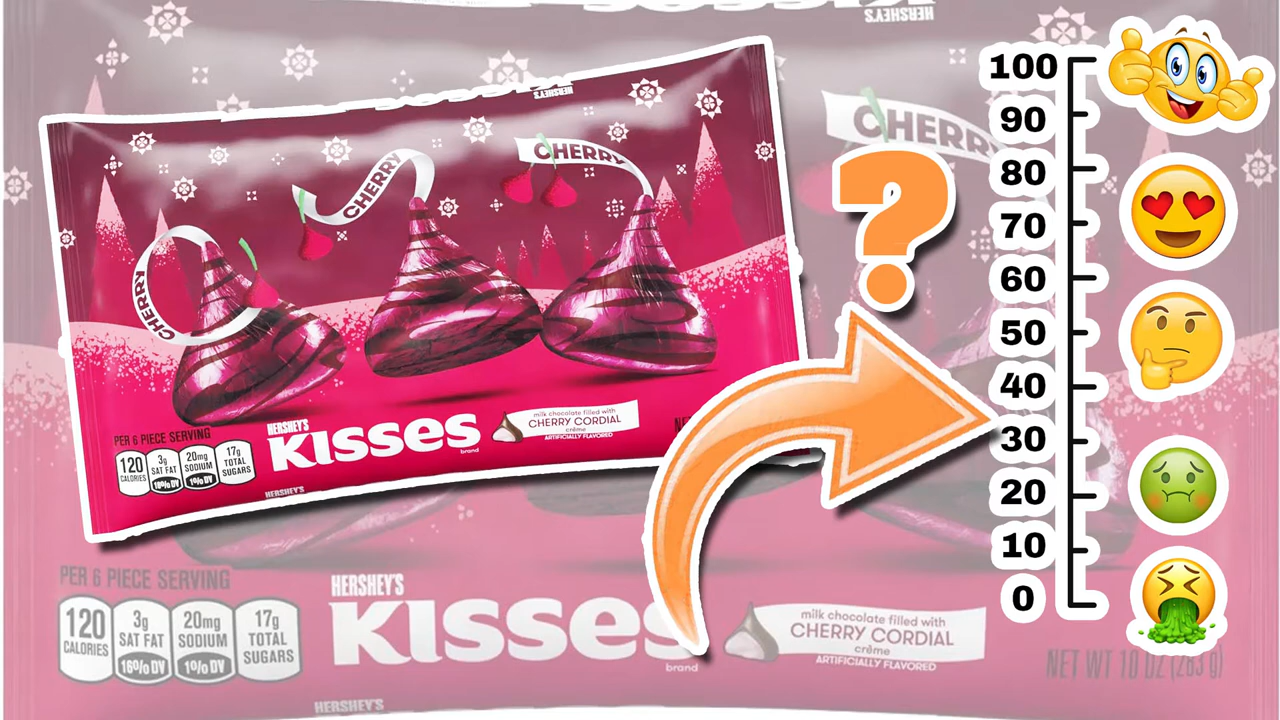 HERSHEY'S
HERSHEY'S
CHERRY
CHERRY
CHERRY
CHERRY
?
PER 6 PIECE SERVING
120
CALORIES
3g
SAT FAT
16% DV
20mg
SODIUM
1% DV
17g
TOTAL
SUGARS
HERSHEY'S
KISSES
brand
milk chocolate filled with
CHERRY CORDIAL
crème
ARTIFICIALLY FLAVORED
HERSHEY'S
100
90
80
70
60
50
40
30
20
10
0
PER 6 PIECE SERVING
120
CALORIES
3g
SAT FAT
16% DV
20mg
SODIUM
1% DV
17g
TOTAL
SUGARS
HERSHEY'S
KISSES
brand
milk chocolate filled with
CHERRY CORDIAL
crème
ARTIFICIALLY FLAVORED
NET WT 10 OZ (283 g)
HERSHEY'S